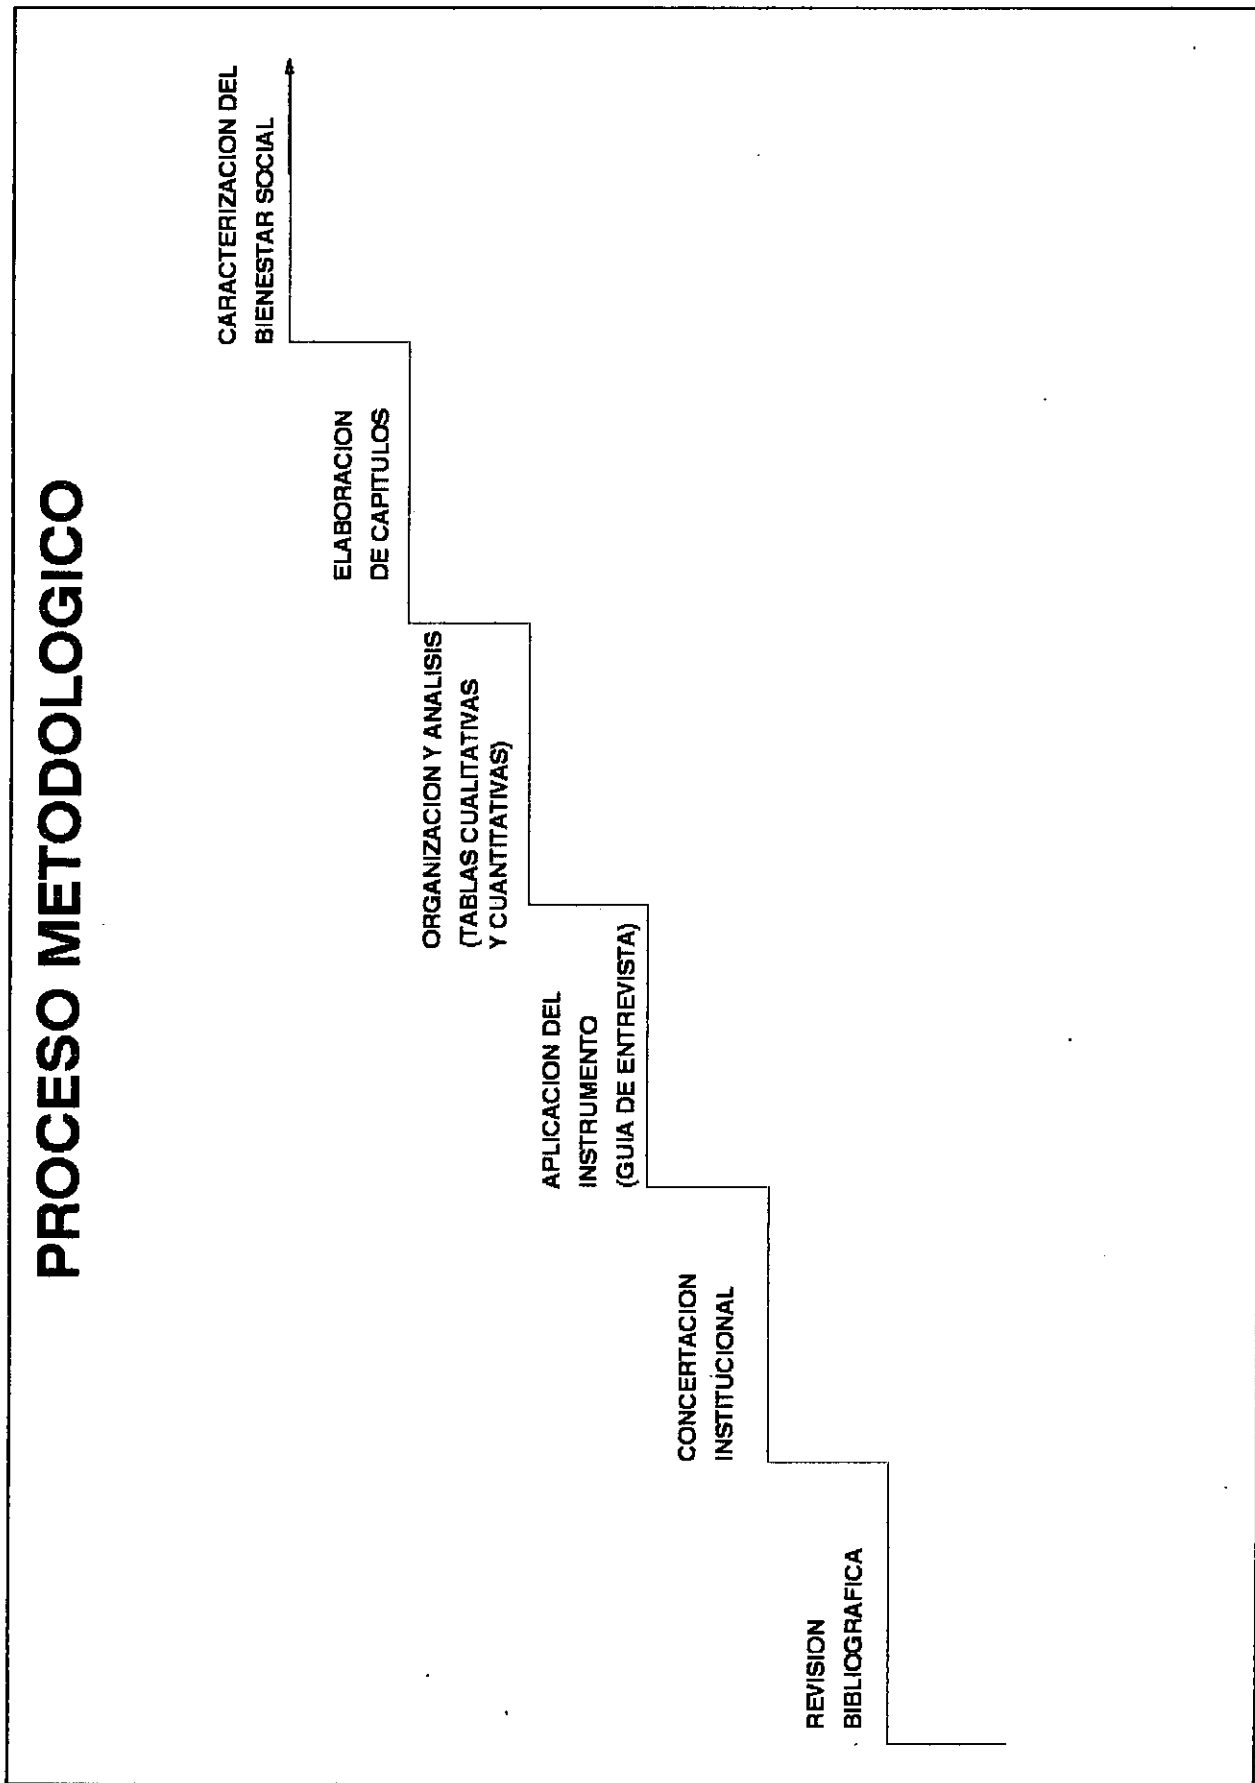 PROCESO METODOLOGICO
REVISION
BIBLIOGRAFICA
CONCERTACION
INSTITUCIONAL
APLICACION DEL
INSTRUMENTO
(GUIA DE ENTREVISTA)
ORGANIZACION Y ANALISIS
(TABLAS CUALITATIVAS
Y CUANTITATIVAS)
ELABORACION
DE CAPITULOS
CARACTERIZACION DEL
BIENESTAR SOCIAL